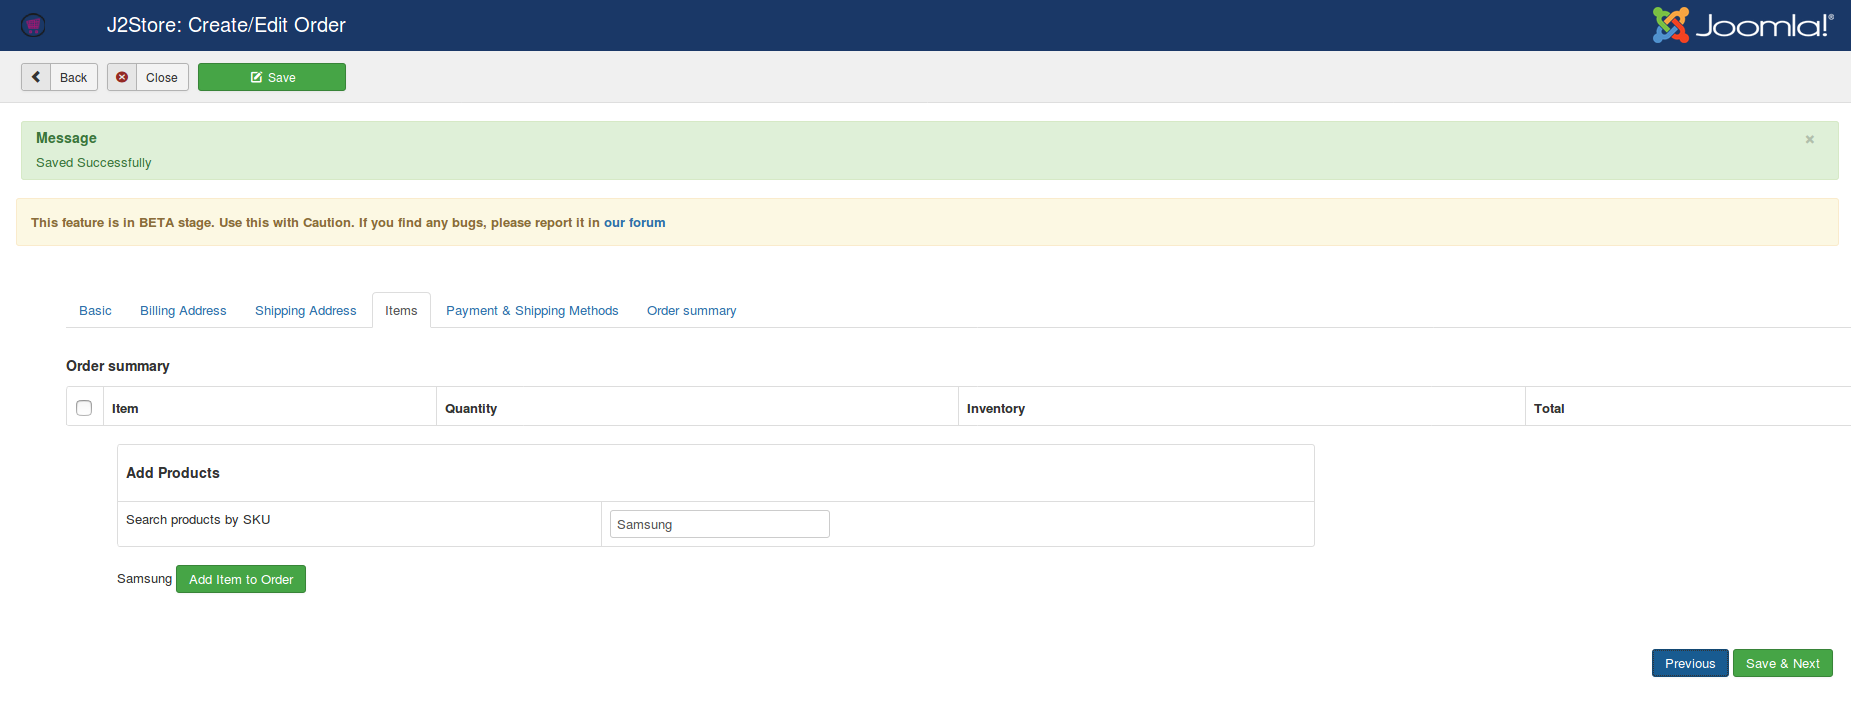 J2Store: Create/Edit Order
Joomla!®
Back Close Save
Message
×
Saved Successfully
This feature is in BETA stage. Use this with Caution. If you find any bugs, please report it in our forum
Basic Billing Address Shipping Address Items Payment & Shipping Methods Order summary
Order summary
Item Quantity Inventory Total
Add Products
Search products by SKU Samsung
Samsung Add Item to Order
Previous Save & Next